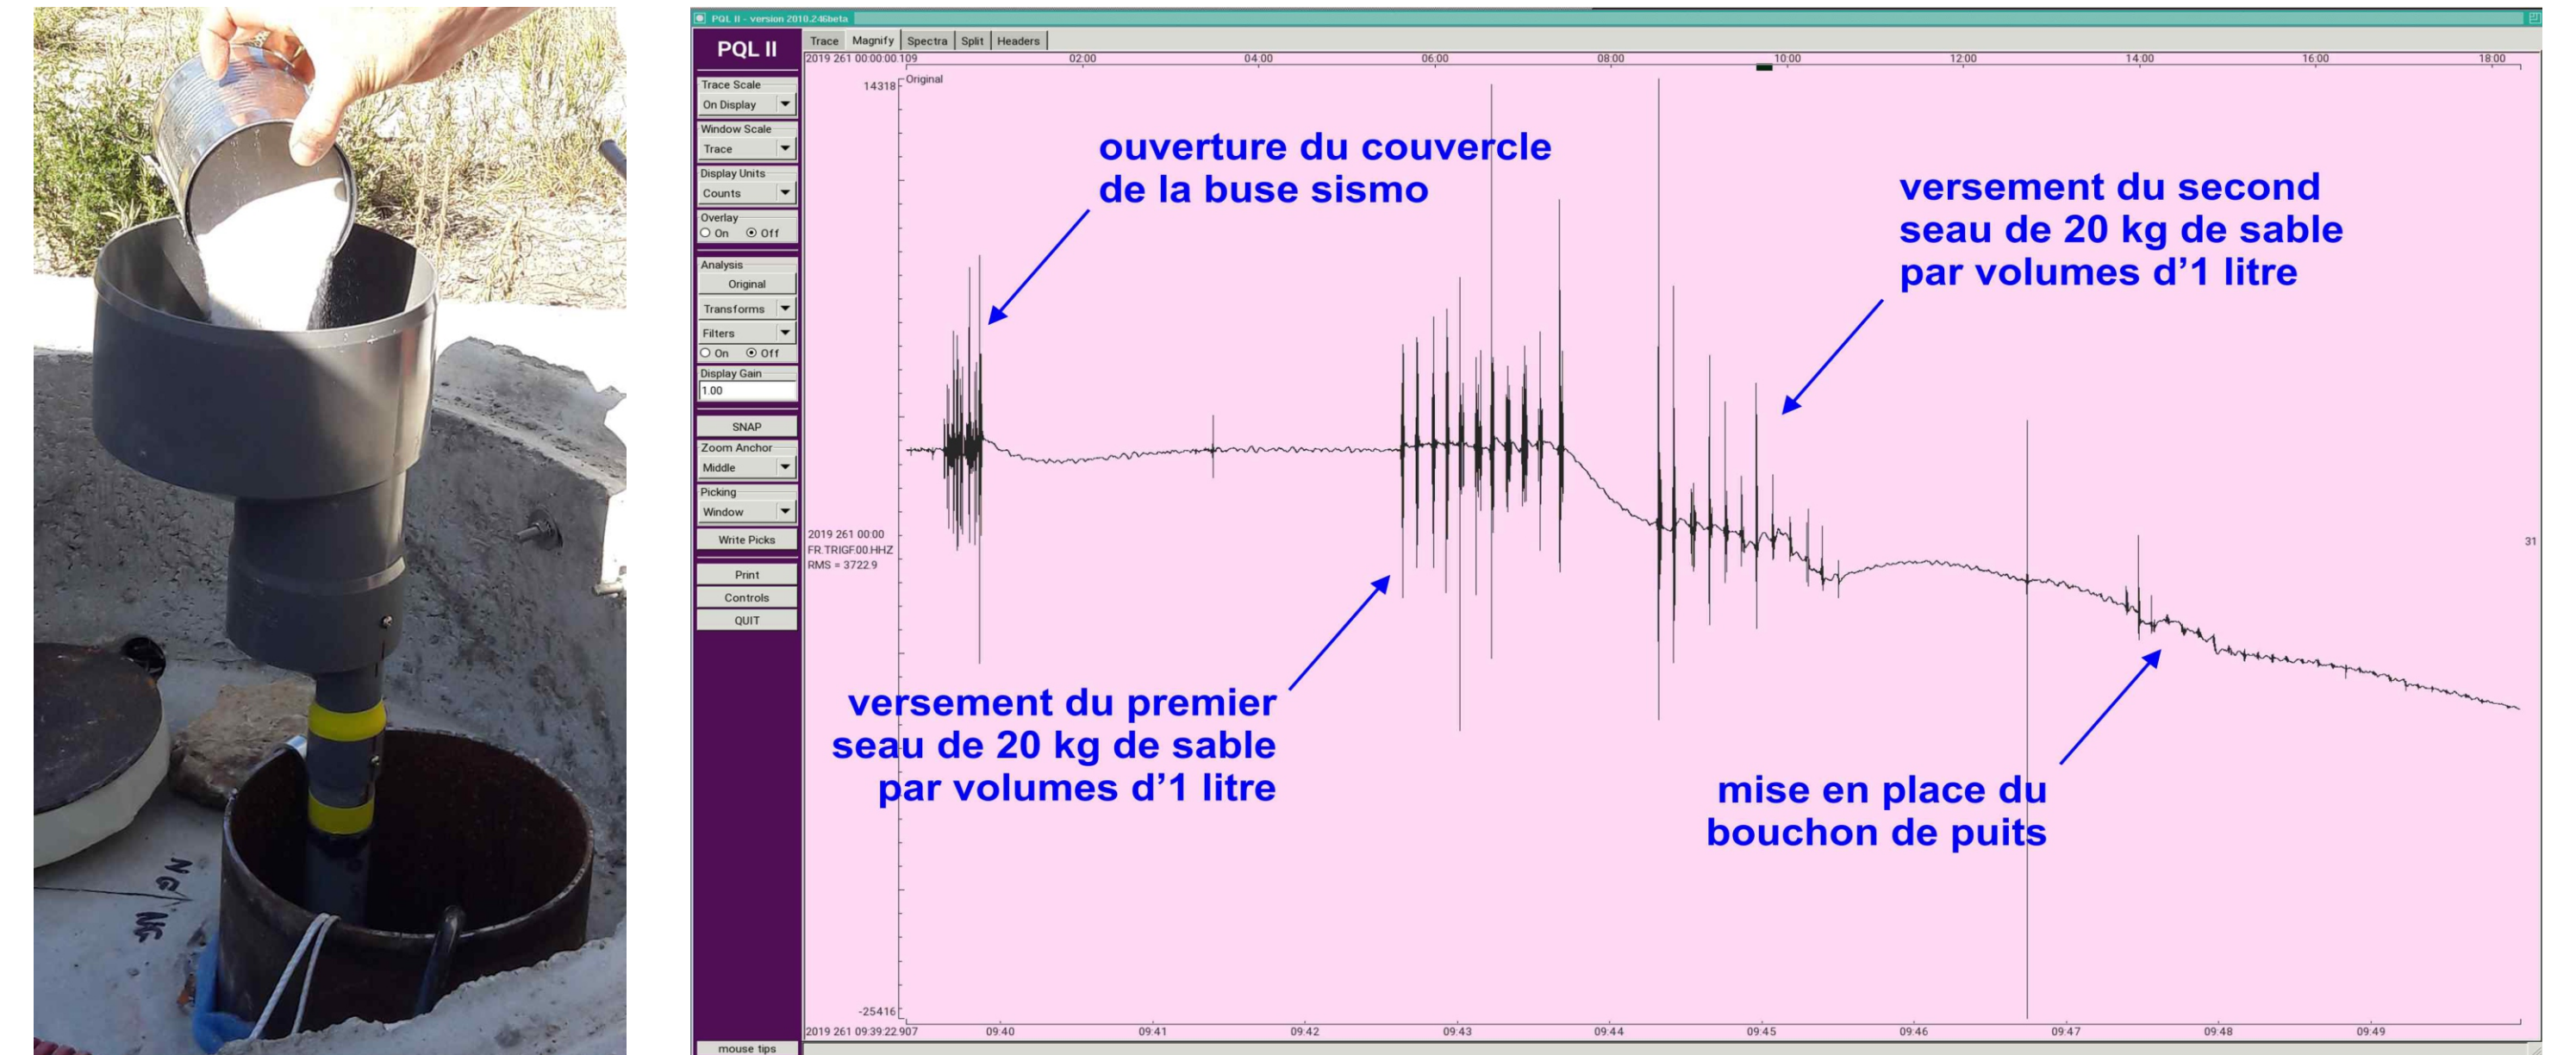 NG
NG
PQL II - version 2010.246beta
PQL II
Trace Scale
On Display
Window Scale
Trace
Display Units
Counts
Overlay
On Off
Analysis
Original
Transforms
Filters
On Off
Display Gain
1.00
SNAP
Zoom Anchor
Middle
Picking
Window
Write Picks
Print
Controls
QUIT
mouse tips
Trace Magnify Spectra Split Headers
2019 261 00:00:00.109 02:00 04:00 06:00 08:00 10:00 12:00 14:00 16:00 18:00
Original
14318
ouverture du couvercle
de la buse sismo
versement du second
seau de 20 kg de sable
par volumes d’1 litre
2019 261 00:00
FR.TRIGF.00.HHZ
RMS = 3722.9
31
versement du premier
seau de 20 kg de sable
par volumes d’1 litre
mise en place du
bouchon de puits
-25416
2019 261 09:39:22.907 09:40 09:41 09:42 09:43 09:44 09:45 09:46 09:47 09:48 09:49